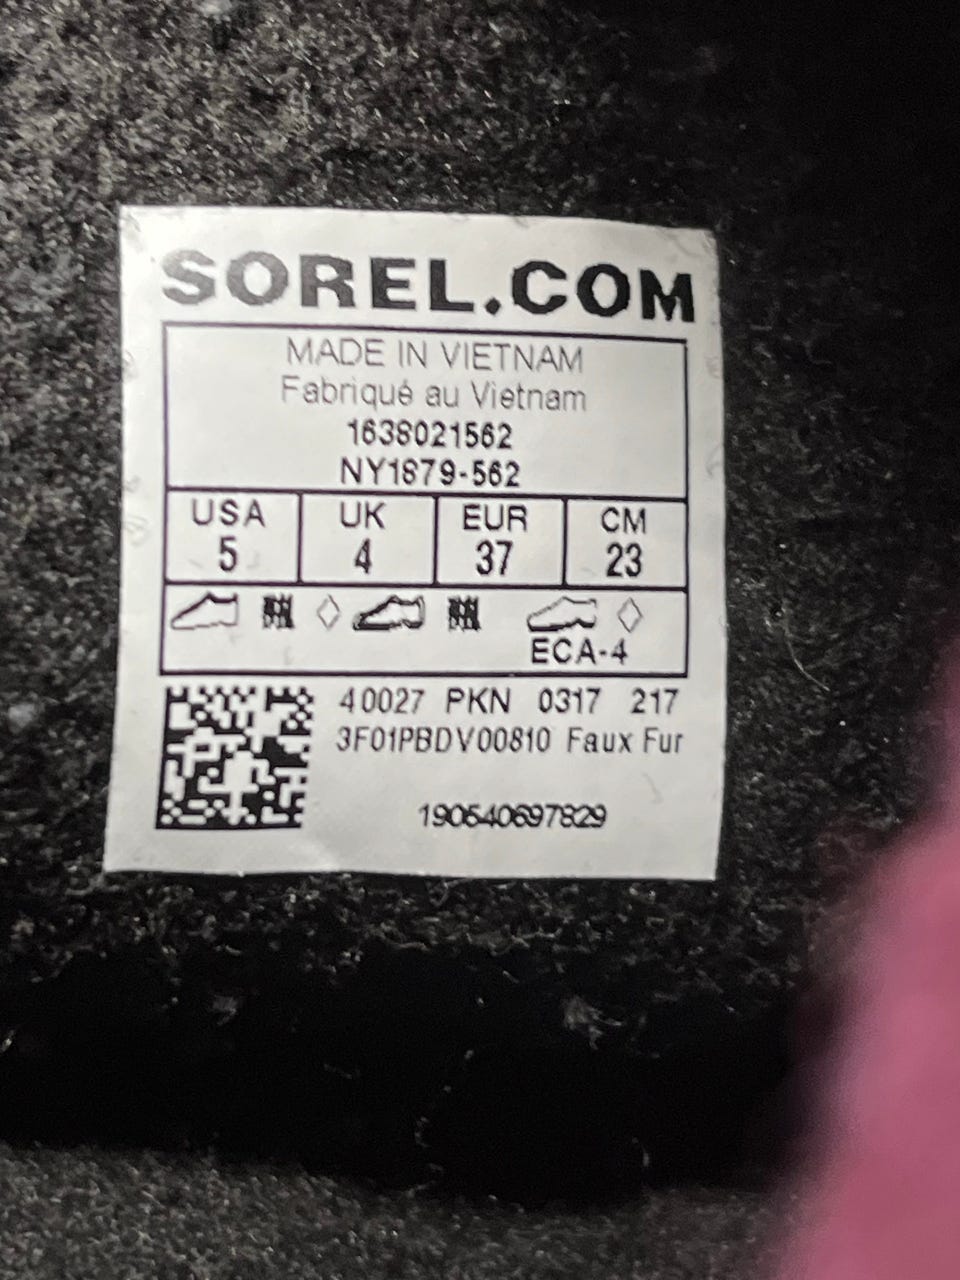 SOREL.COM
MADE IN VIETNAM
Fabriqué au Vietnam
1638021562
NY1879-562
USA UK EUR CM
5 4 37 23
ECA-4
40027 PKN 0317 217
3F01PBDV00810 Faux Fur
190540697829